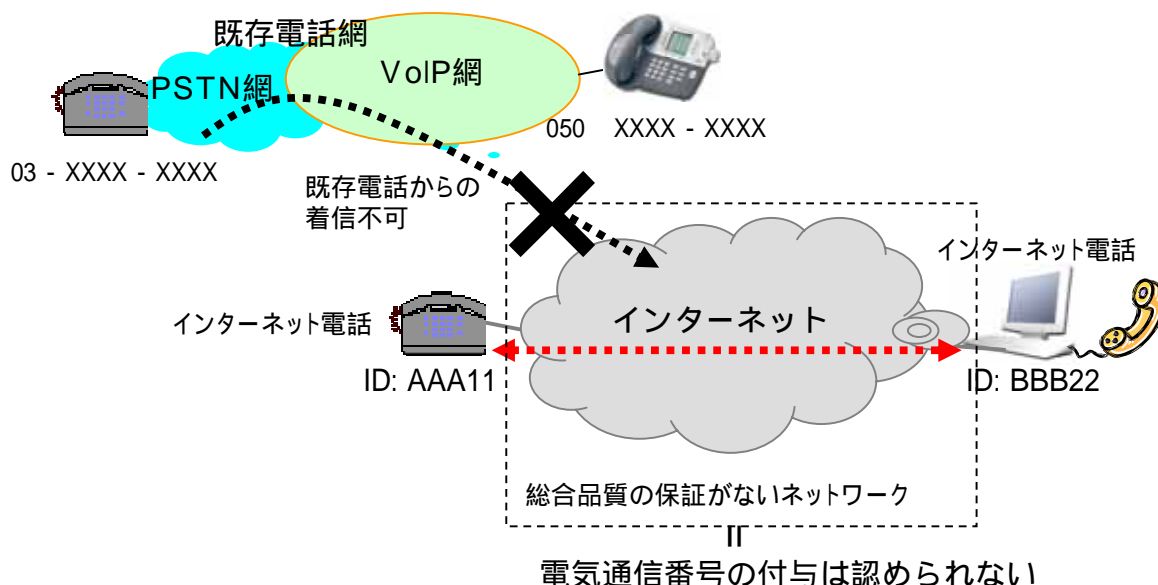 既存電話網
PSTN網
VoIP網
050 XXXX - XXXX
03 - XXXX - XXXX
既存電話からの
着信不可
インターネット電話
インターネット電話
インターネット
ID: AAA11
ID: BBB22
総合品質の保証がないネットワーク
=
電気通信番号の付与は認められない